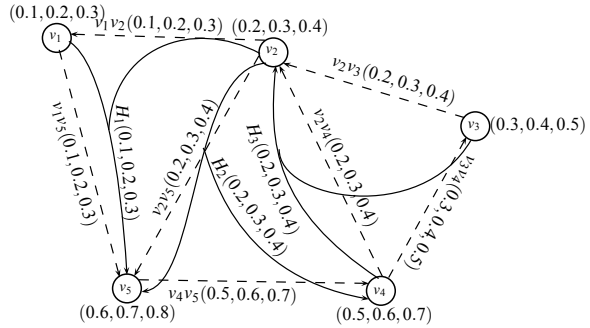 (0.1, 0.2, 0.3)
v1
v1v2(0.1, 0.2, 0.3)
(0.2, 0.3, 0.4)
v2
v2v3(0.2, 0.3, 0.4)
v3
(0.3, 0.4, 0.5)
v1v5(0.1, 0.2, 0.3)
H1(0.1, 0.2, 0.3)
v2v5(0.2, 0.3, 0.4)
H2(0.2, 0.3, 0.4)
H3(0.2, 0.3, 0.4)
v2v4(0.2, 0.3, 0.4)
v3v4(0.3, 0.4, 0.5)
v5
(0.6, 0.7, 0.8)
v4v5(0.5, 0.6, 0.7)
v4
(0.5, 0.6, 0.7)